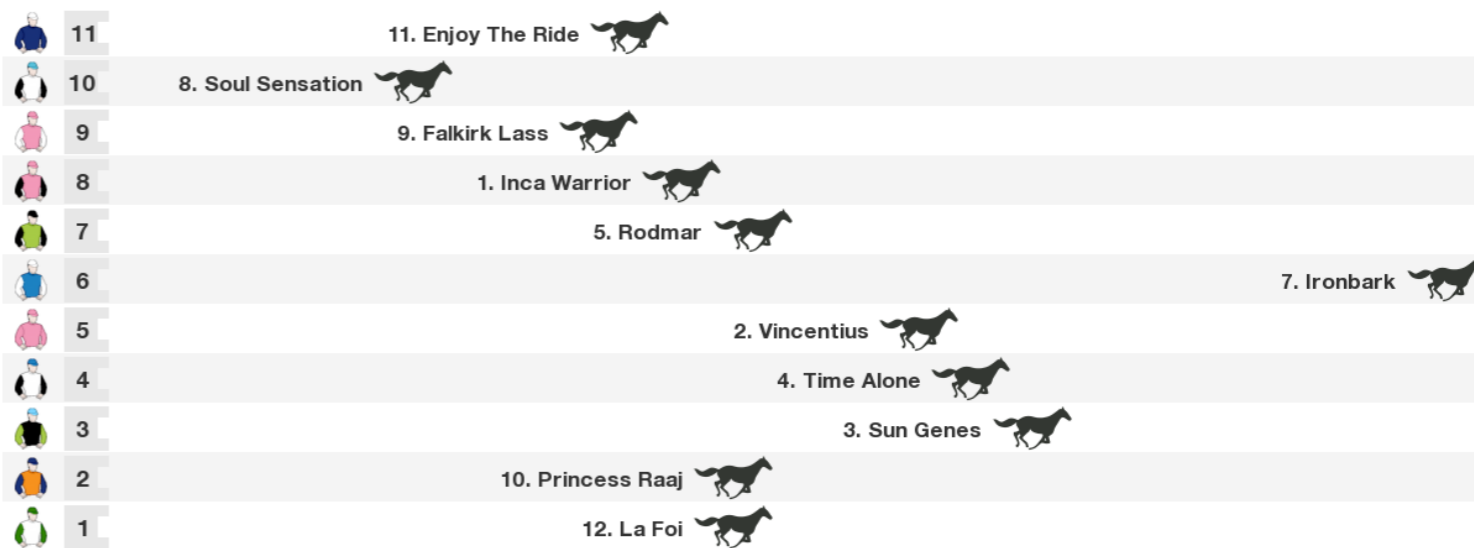 11 11. Enjoy The Ride
10 8. Soul Sensation
9 9. Falkirk Lass
8 1. Inca Warrior
7 5. Rodmar
6 7. Ironbark
5 2. Vincentius
4 4. Time Alone
3 3. Sun Genes
2 10. Princess Raaj
1 12. La Foi